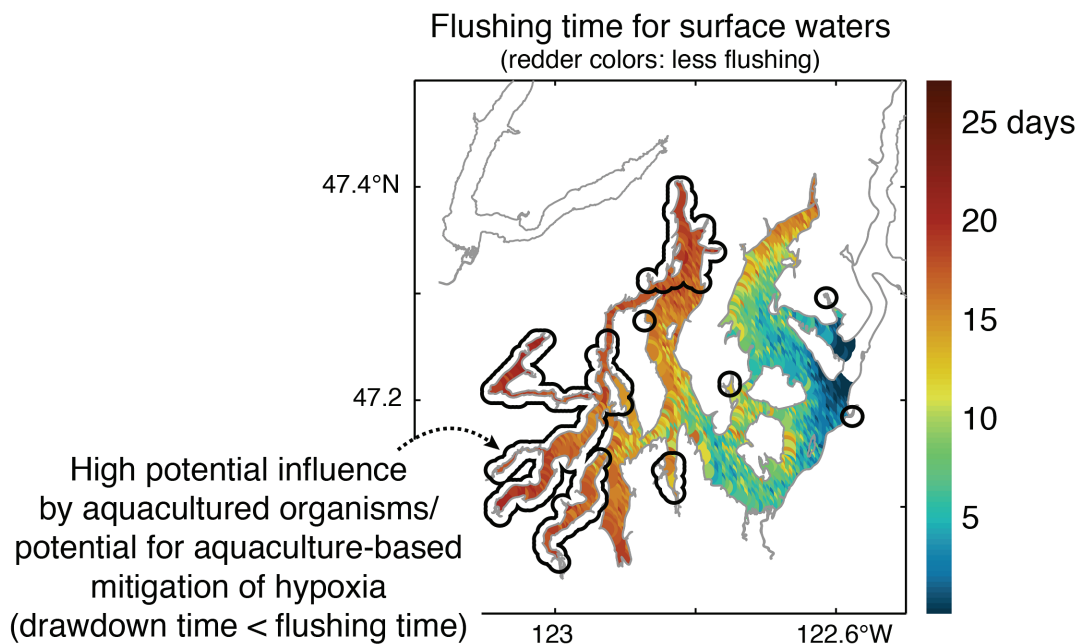 Flushing time for surface waters
(redder colors: less flushing)
25 days
20
15
10
5
47.4°N
47.2
High potential influence
by aquacultured organisms/
potential for aquaculture-based
mitigation of hypoxia
(drawdown time < flushing time)
123
122.6°W